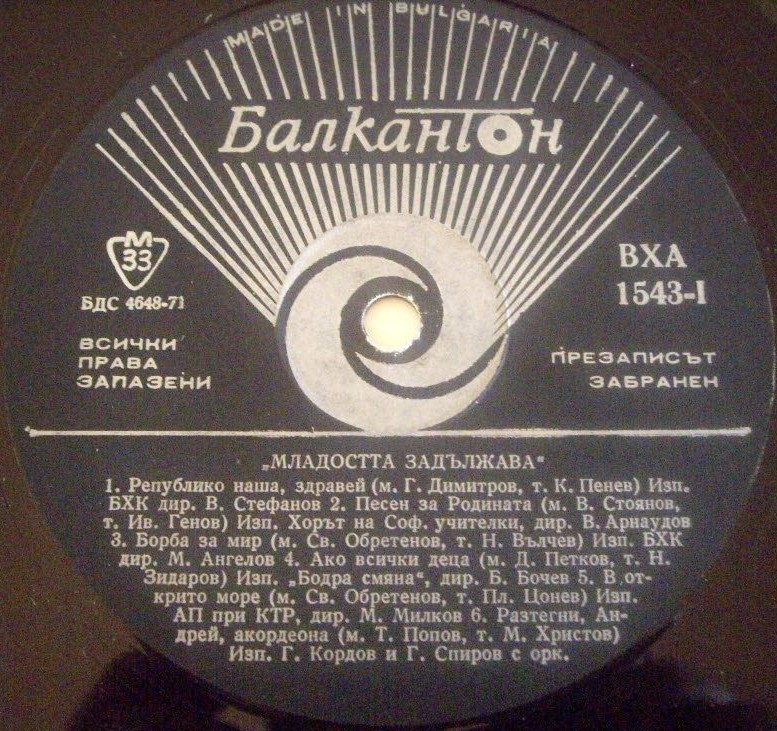 MADE IN BULGARIA
БалканТон
М
33
БДС 4648-71
ВХА
1543-I
ВСИЧКИ
ПРАВА
ЗАПАЗЕНИ
ПРЕЗАПИСЪТ
ЗАБРАНЕН
„МЛАДОСТТА ЗАДЪЛЖАВА“
1. Републико наша, здравей (м. Г. Димитров, т. К. Пенев) Изп.
БХК дир. В. Стефанов 2. Песен за Родината (м. В. Стоянов,
т. Ив. Генов) Изп. Хорът на Соф. учителки, дир. В. Арнаудов
3. Борба за мир (м. Св. Обретенов, т. Н. Вълчев) Изп. БХК
дир. М. Ангелов 4. Ако всички деца (м. Д. Петков, т. Н.
Зидаров) Изп. „Бодра смяна“, дир. Б. Бочев 5. В от-
крито море (м. Св. Обретенов, т. Пл. Цонев) Изп.
АП при КТР, дир. М. Милков 6. Разтегни, Ан-
дрей, акордеона (м. Т. Попов, т. М. Христов)
Изп. Г. Кордов и Г. Спиров с орк.